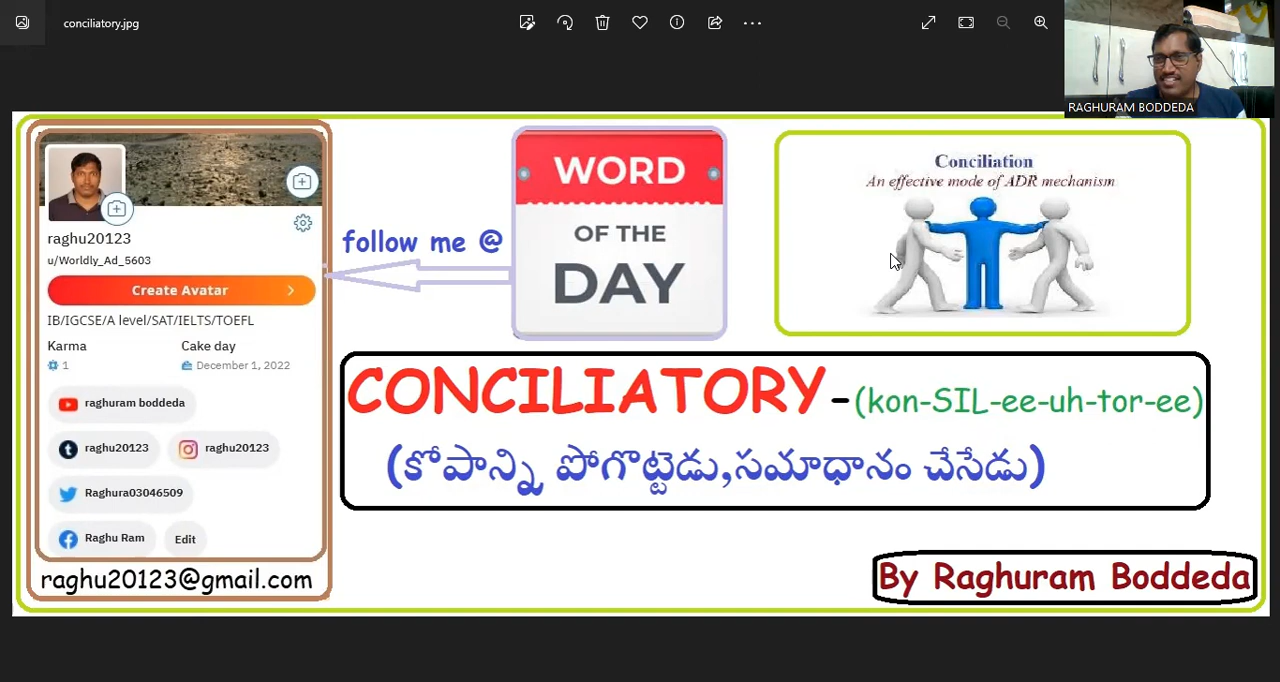 conciliatory.jpg
RAGHURAM BODDEDA
raghu20123
u/Worldly_Ad_5603
Create Avatar
IB/IGCSE/A level/SAT/IELTS/TOEFL
Karma Cake day
1 December 1, 2022
raghuram boddeda
raghu20123 raghu20123
Raghura03046509
Raghu Ram Edit
raghu20123@gmail.com
follow me @
WORD
OF THE
DAY
Conciliation
An effective mode of ADR mechanism
CONCILIATORY-(kon-SIL-ee-uh-tor-ee)
(కోపాన్ని పోగొట్టెడు,సమాధానం చేసేడు)
By Raghuram Boddeda